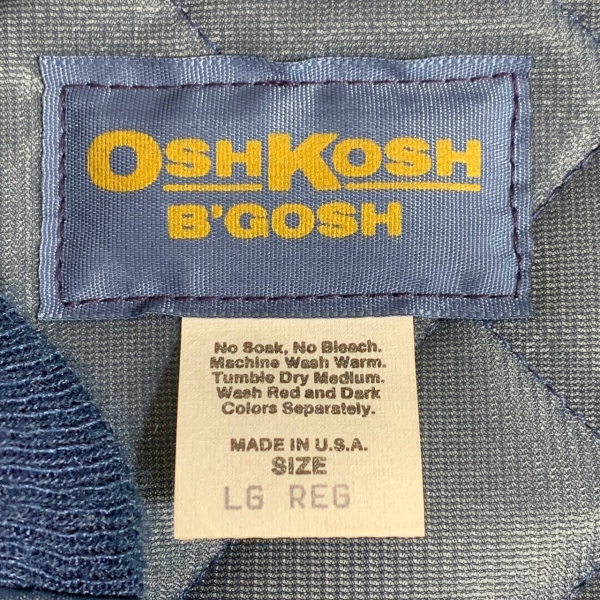 OSHKOSH
B'GOSH
No Soak, No Bleach.
Machine Wash Warm.
Tumble Dry Medium.
Wash Red and Dark
Colors Separately.
MADE IN U.S.A.
SIZE
LG REG